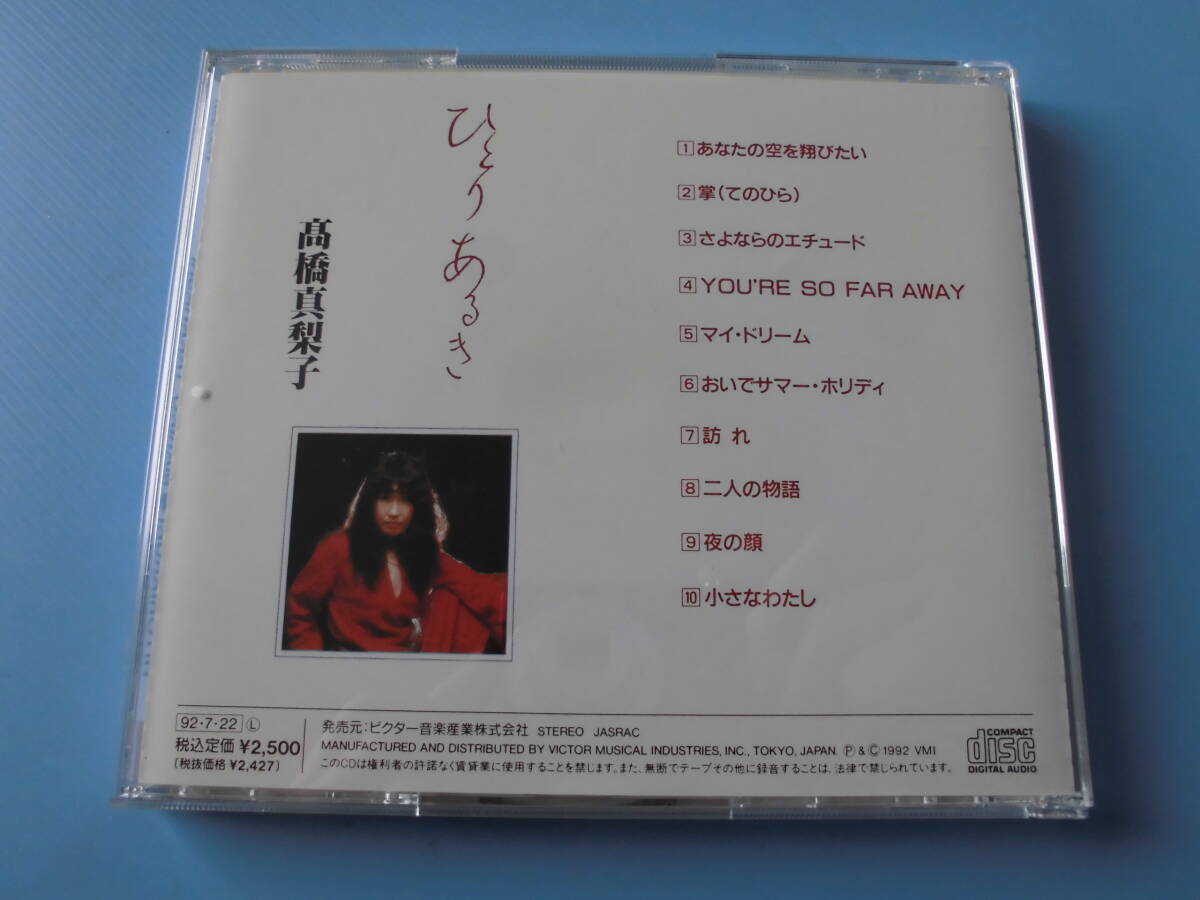 ひとりあるき
髙橋真梨子
1 あなたの空を翔びたい
2 掌(てのひら)
3 さよならのエチュード
4 YOU'RE SO FAR AWAY
5 マイ・ドリーム
6 おいでサマー・ホリディ
7 訪れ
8 二人の物語
9 夜の顔
10 小さなわたし
92・7・22 Ⓛ
税込定価 ¥2,500
(税抜価格 ¥2,427)
発売元:ビクター音楽産業株式会社 STEREO JASRAC
MANUFACTURED AND DISTRIBUTED BY VICTOR MUSICAL INDUSTRIES, INC., TOKYO, JAPAN. Ⓟ & © 1992 VMI
このCDは権利者の許諾なく賃貸業に使用することを禁じます。また、無断でテープその他に録音することは、法律で禁じられています。
COMPACT
disc
DIGITAL AUDIO